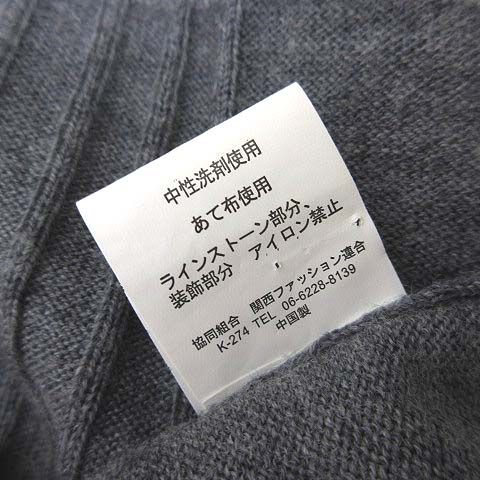 中性洗剤使用
あて布使用
ラインストーン部分、
装飾部分 アイロン禁止
協同組合 関西ファッション連合
K-274 TEL 06-6228-8139
中国製